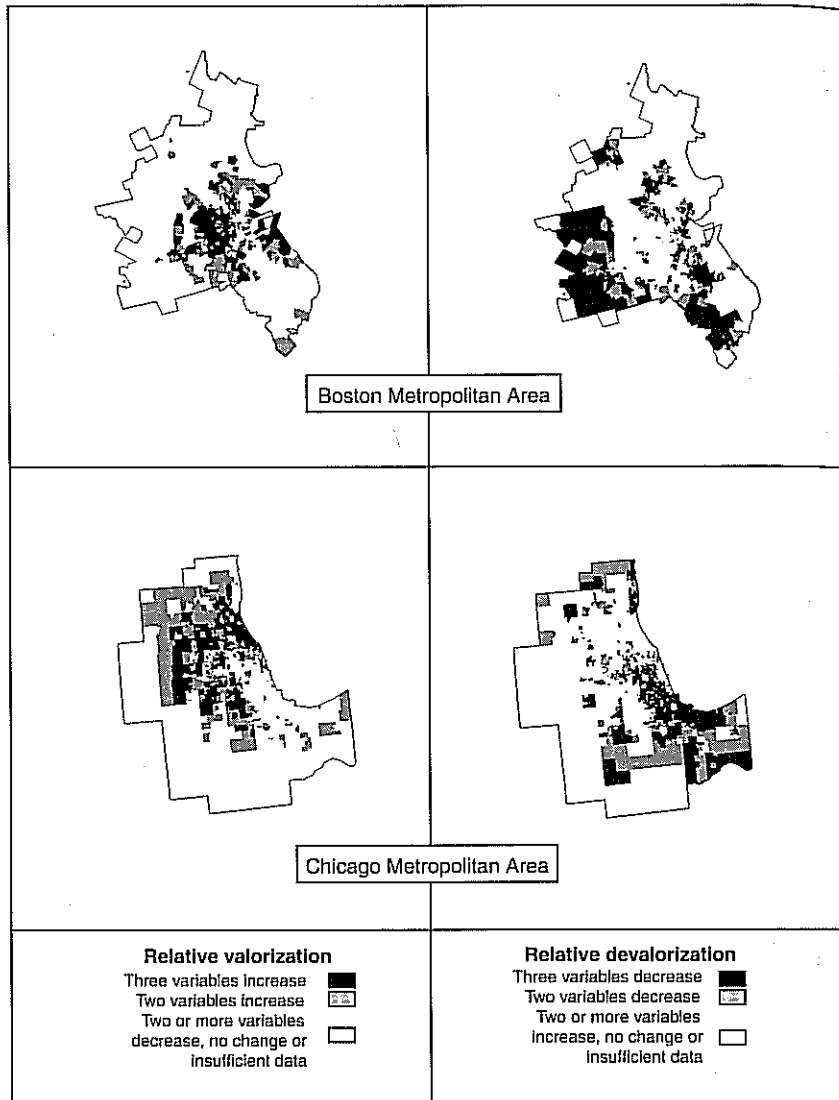 Boston Metropolitan Area
Chicago Metropolitan Area
Relative valorization
Three variables increase
Two variables increase
Two or more variables
decrease, no change or
insufficient data
Relative devalorization
Three variables decrease
Two variables decrease
Two or more variables
increase, no change or
insufficient data